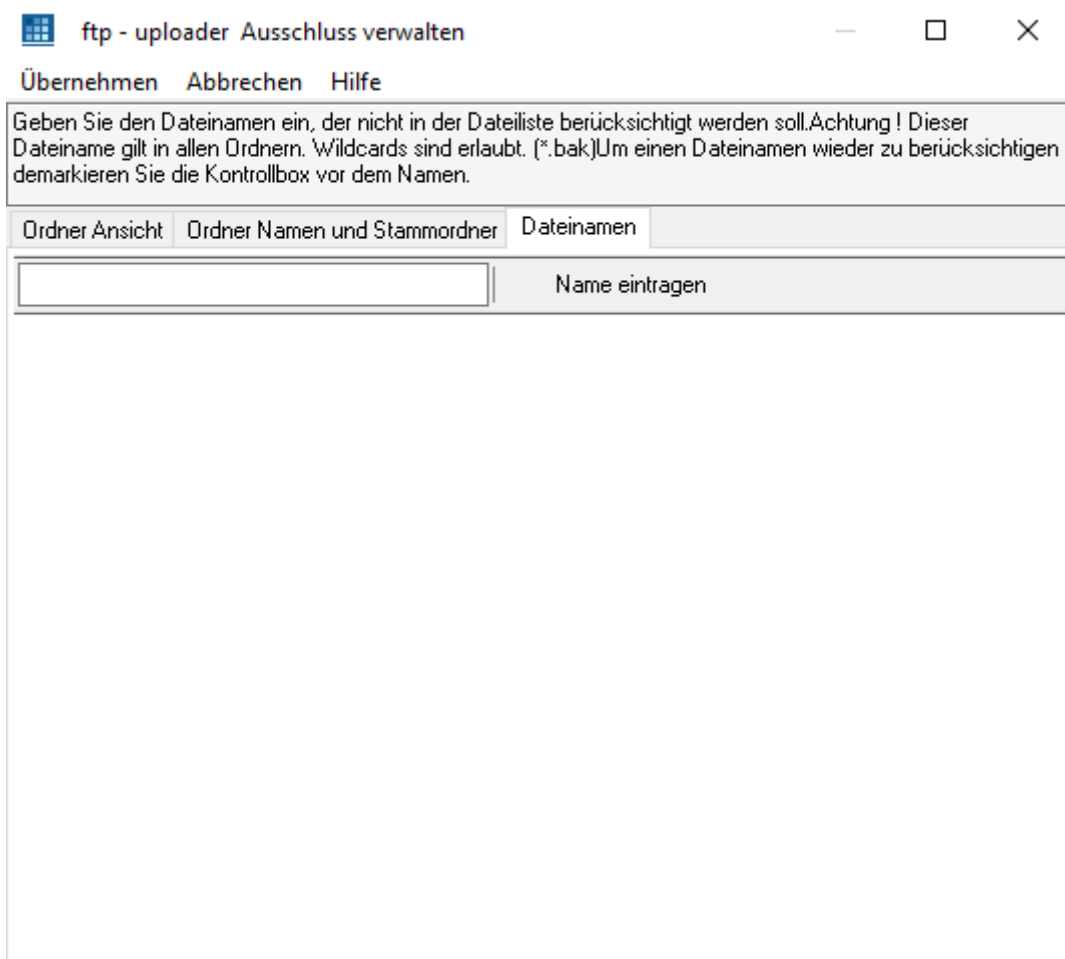 ftp - uploader Ausschluss verwalten
Übernehmen Abbrechen Hilfe
Geben Sie den Dateinamen ein, der nicht in der Dateiliste berücksichtigt werden soll.Achtung ! Dieser
Dateiname gilt in allen Ordnern. Wildcards sind erlaubt. (*.bak)Um einen Dateinamen wieder zu berücksichtigen
demarkieren Sie die Kontrollbox vor dem Namen.
Ordner Ansicht Ordner Namen und Stammordner Dateinamen
Name eintragen